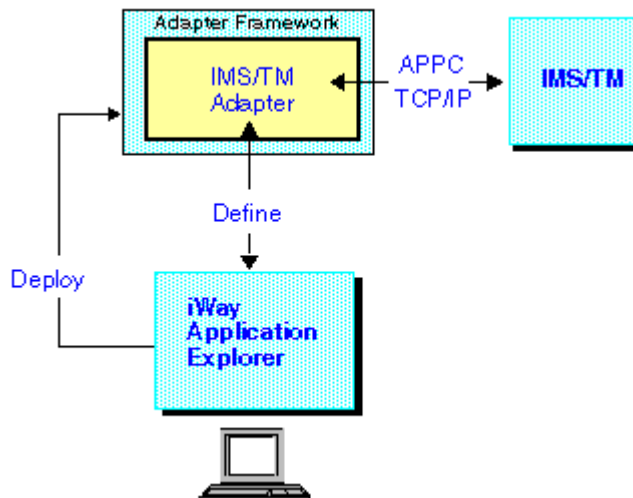 Adapter Framework
IMS/TM
Adapter
APPC
TCP/IP
IMS/TM
Define
Deploy
iWay
Application
Explorer